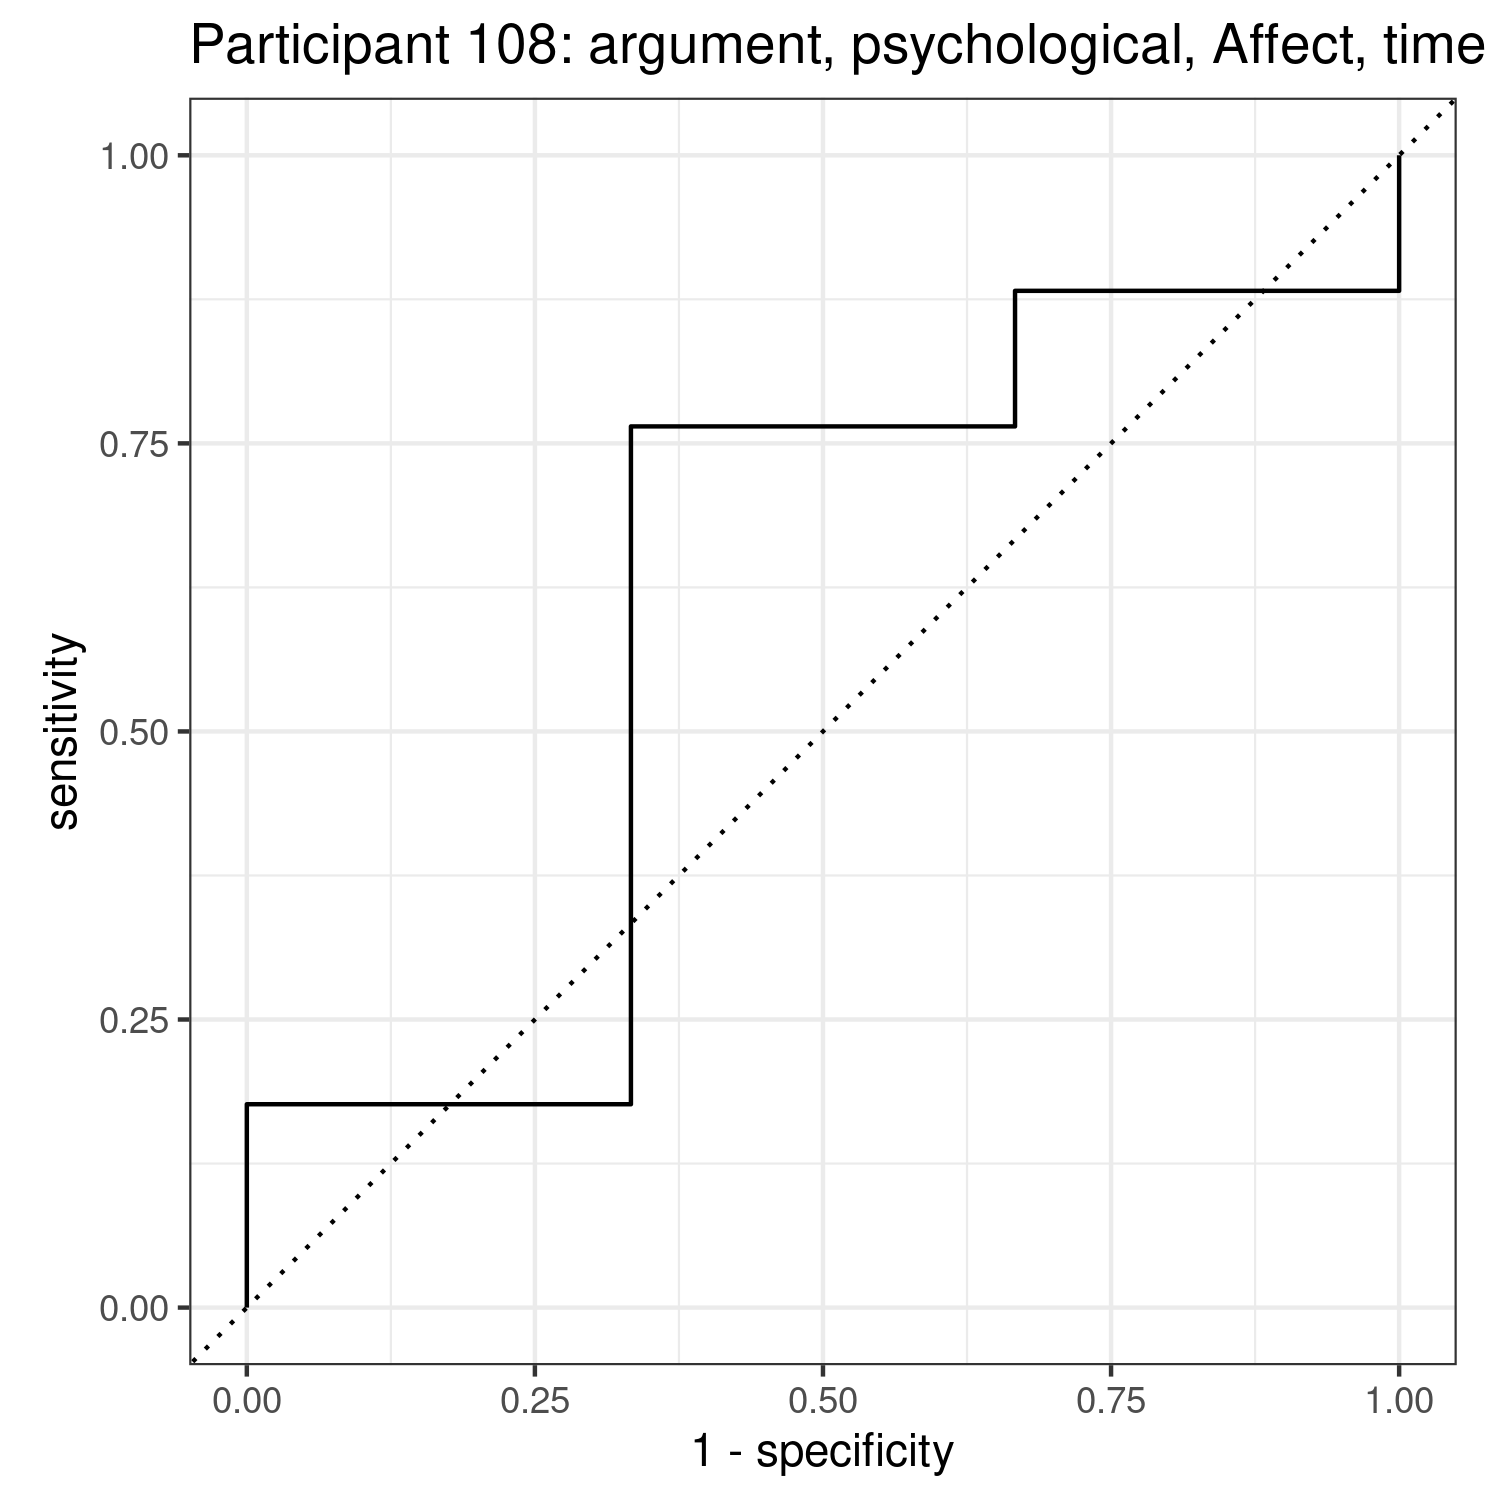 Participant 108: argument, psychological, Affect, time
1.00
0.75
0.50
0.25
0.00
sensitivity
0.00 0.25 0.50 0.75 1.00
1 - specificity